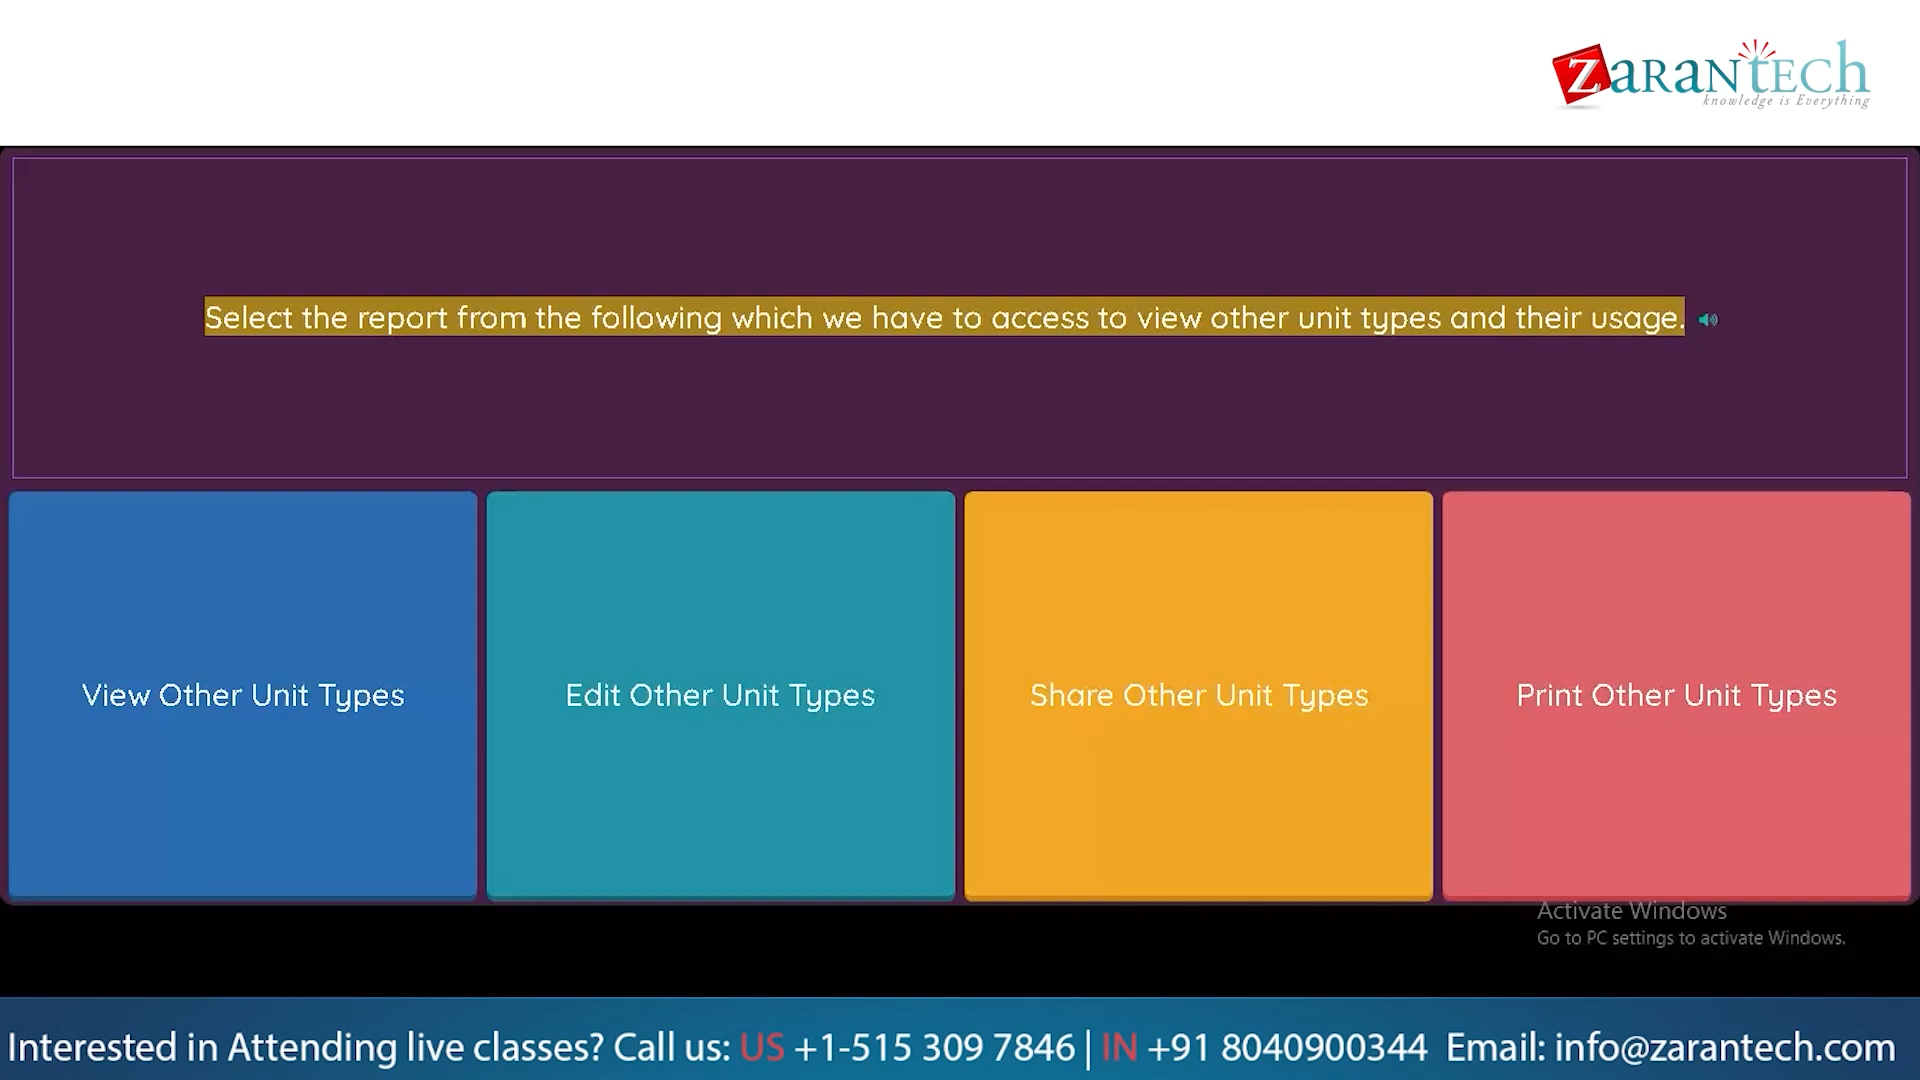 ZaranTech
knowledge is Everything
Select the report from the following which we have to access to view other unit types and their usage.
View Other Unit Types
Edit Other Unit Types
Share Other Unit Types
Print Other Unit Types
Activate Windows
Go to PC settings to activate Windows.
Interested in Attending live classes? Call us: US +1-515 309 7846 | IN +91 8040900344 Email: info@zarantech.com